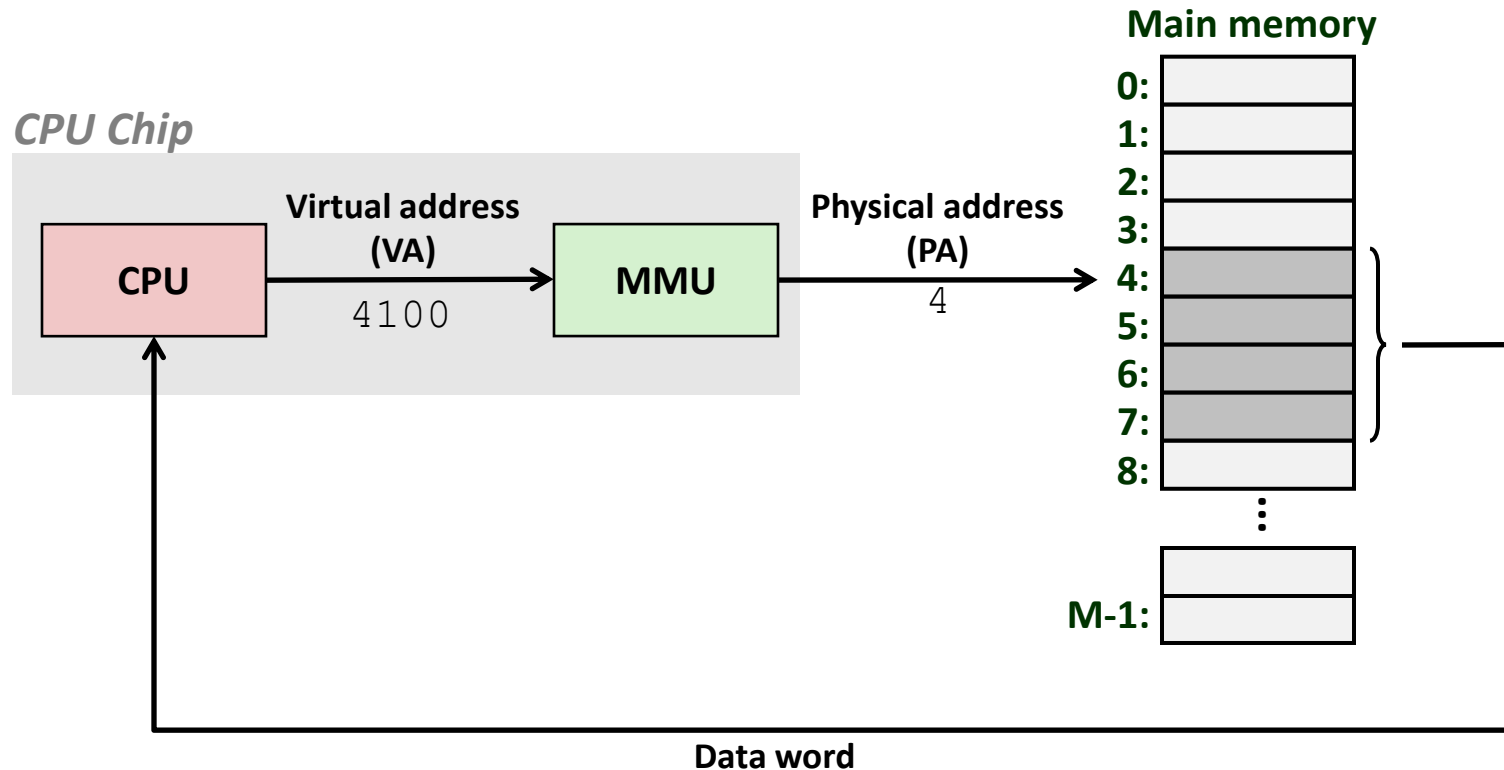 Main memory
0:
CPU Chip
1:
2:
Virtual address
(VA)
Physical address
(PA)
3:
CPU
4100
MMU
4
4:
5:
6:
7:
8:
⋮
M-1:
Data word